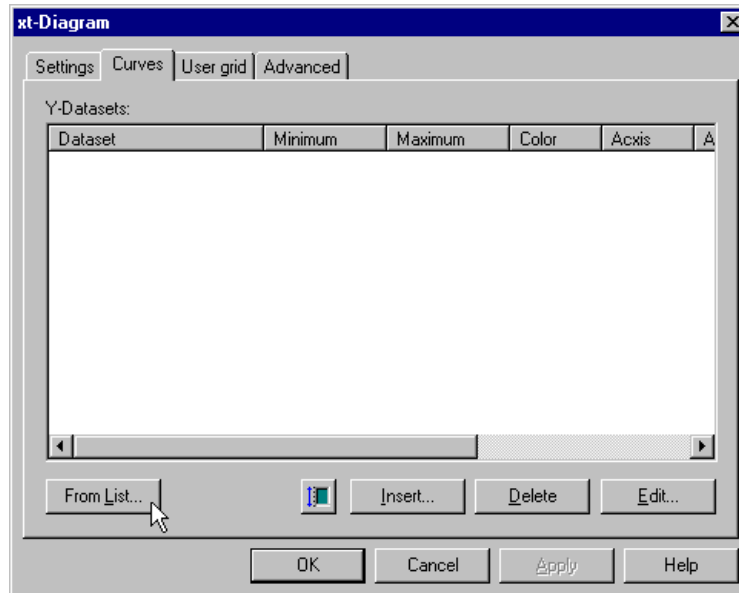 xt-Diagram
Settings Curves User grid Advanced
Y-Datasets:
Dataset Minimum Maximum Color Acxis A
From List... Insert... Delete Edit...
OK Cancel Apply Help